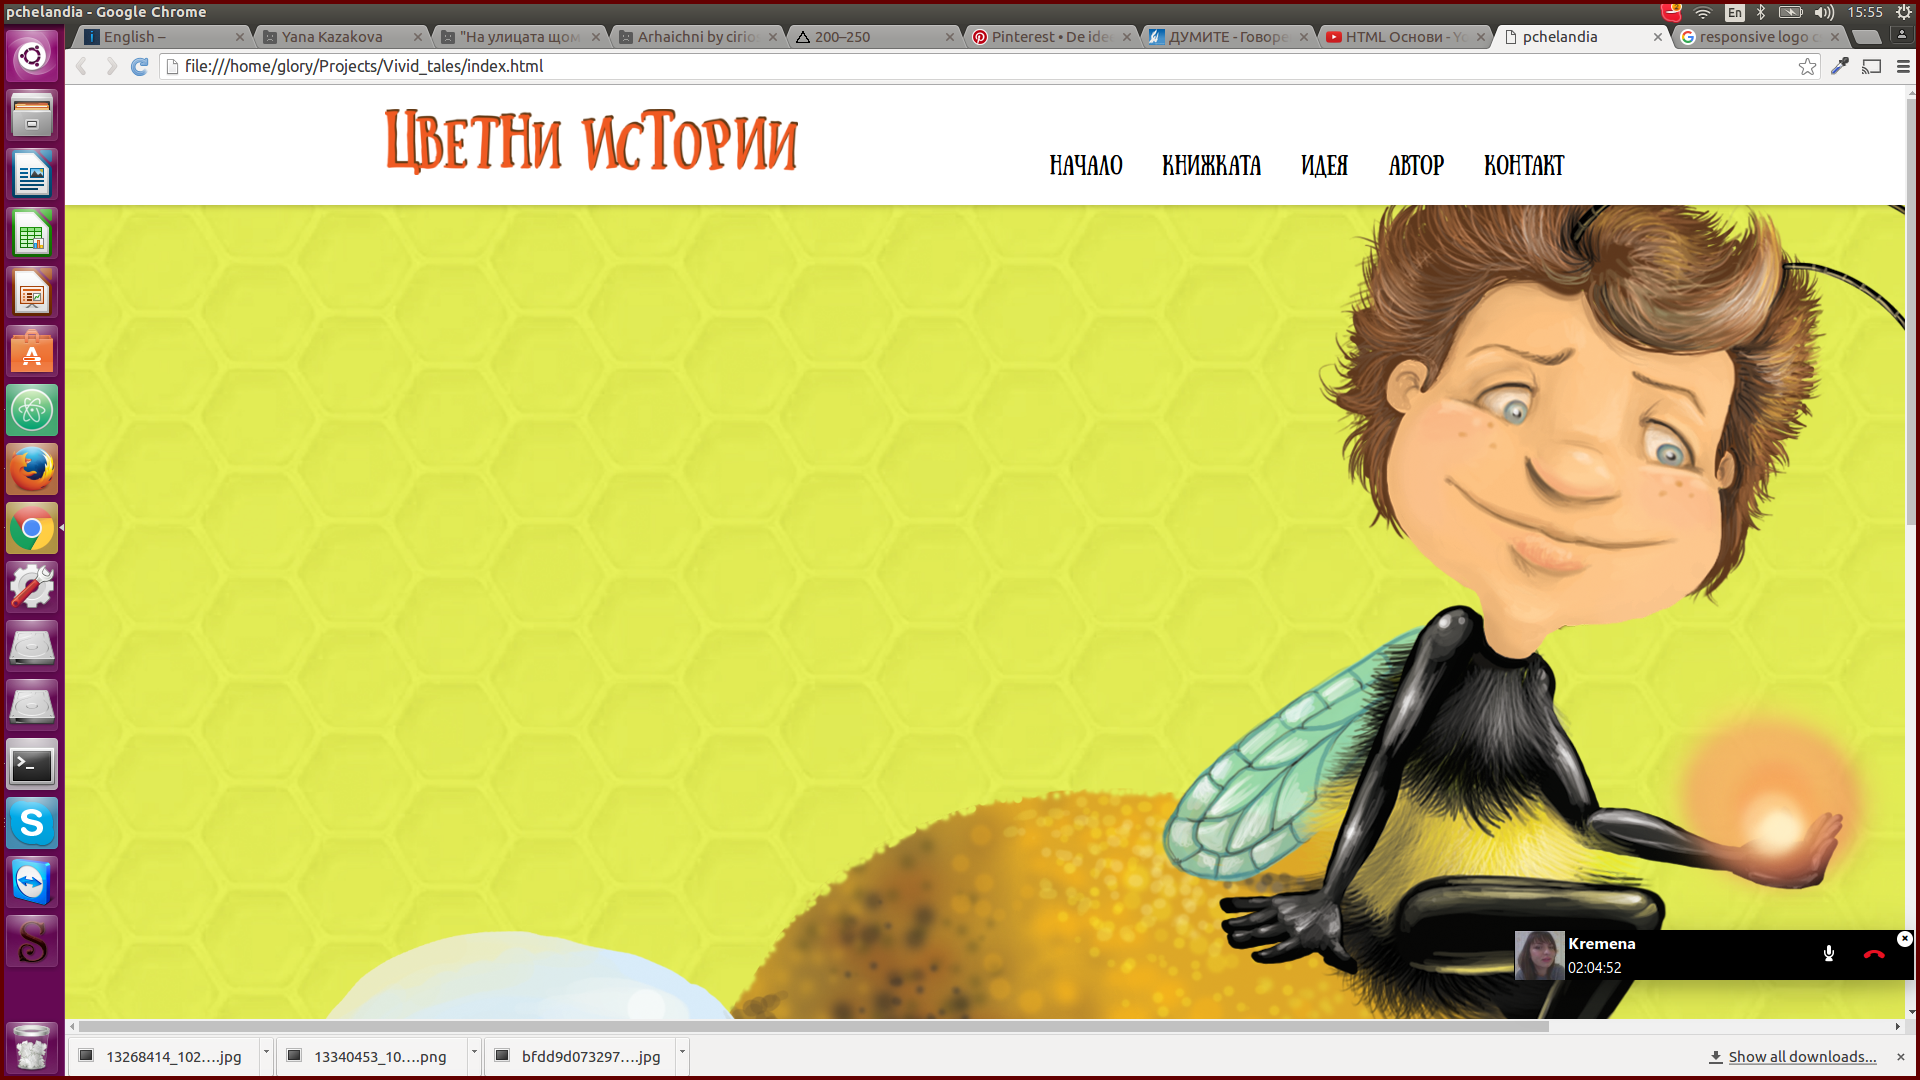 pchelandia - Google Chrome
En
15:55
English –
Yana Kazakova
"На улицата щом
Arhaichni by cirio
200–250
Pinterest • De ide
ДУМИТЕ - Говоре
HTML Основи - Yo
pchelandia
responsive logo c
file:///home/glory/Projects/Vivid_tales/index.html
ЦВЕТНИ ИСТОРИИ
НАЧАЛО
КНИЖКАТА
ИДЕЯ
АВТОР
КОНТАКТ
Kremena
02:04:52
13268414_102....jpg
13340453_10....png
bfdd9d073297....jpg
Show all downloads...